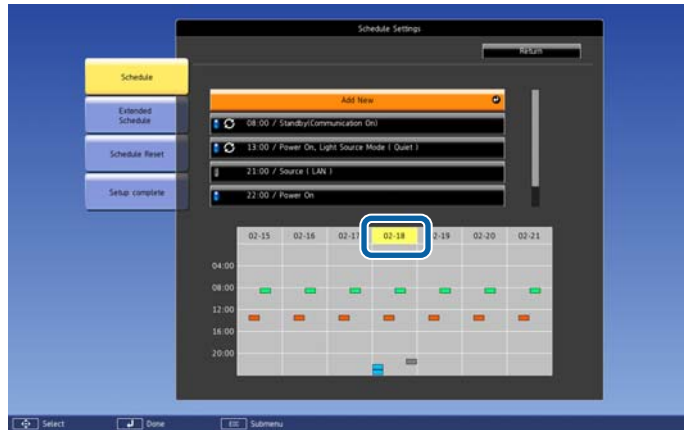 Schedule Settings
Return
Schedule
Extended
Schedule
Schedule Reset
Setup complete
Add New
08:00 / Standby(Communication On)
13:00 / Power On, Light Source Mode ( Quiet )
21:00 / Source ( LAN )
22:00 / Power On
02-15 02-16 02-17 02-18 2-19 02-20 02-21
04:00
08:00
12:00
16:00
20:00
Select Done Esc Submenu